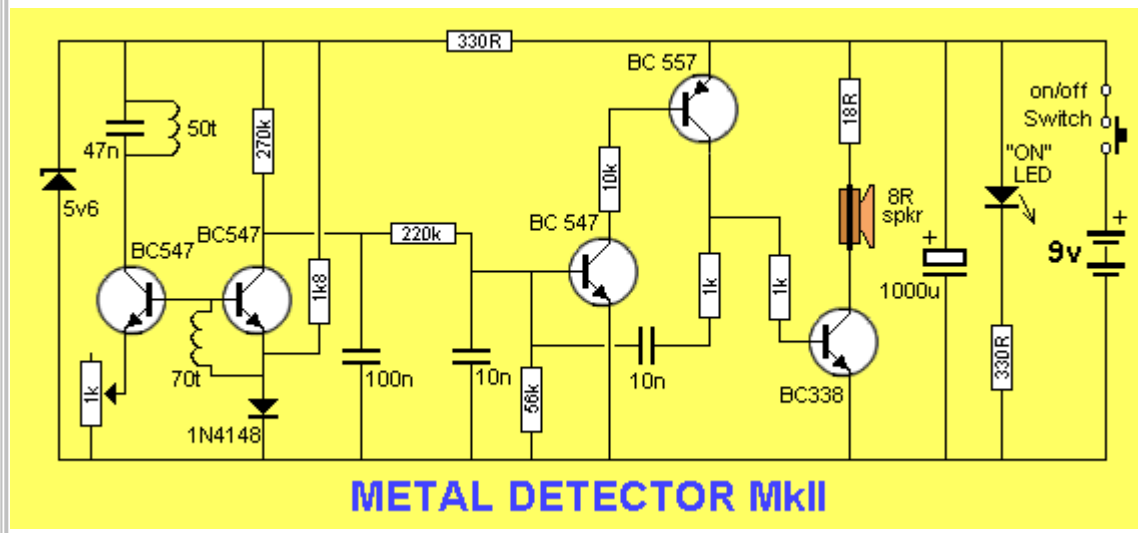 330R
BC 557
on/off
Switch
50t
47n
270k
18R
"ON"
LED
10k
5v6
8R
spkr
+
+
BC547
BC547
220k
BC 547
9v
1k8
1k
1k
1000u
70t
100n
10n
10n
330R
1k
56k
BC338
1N4148
METAL DETECTOR MkII